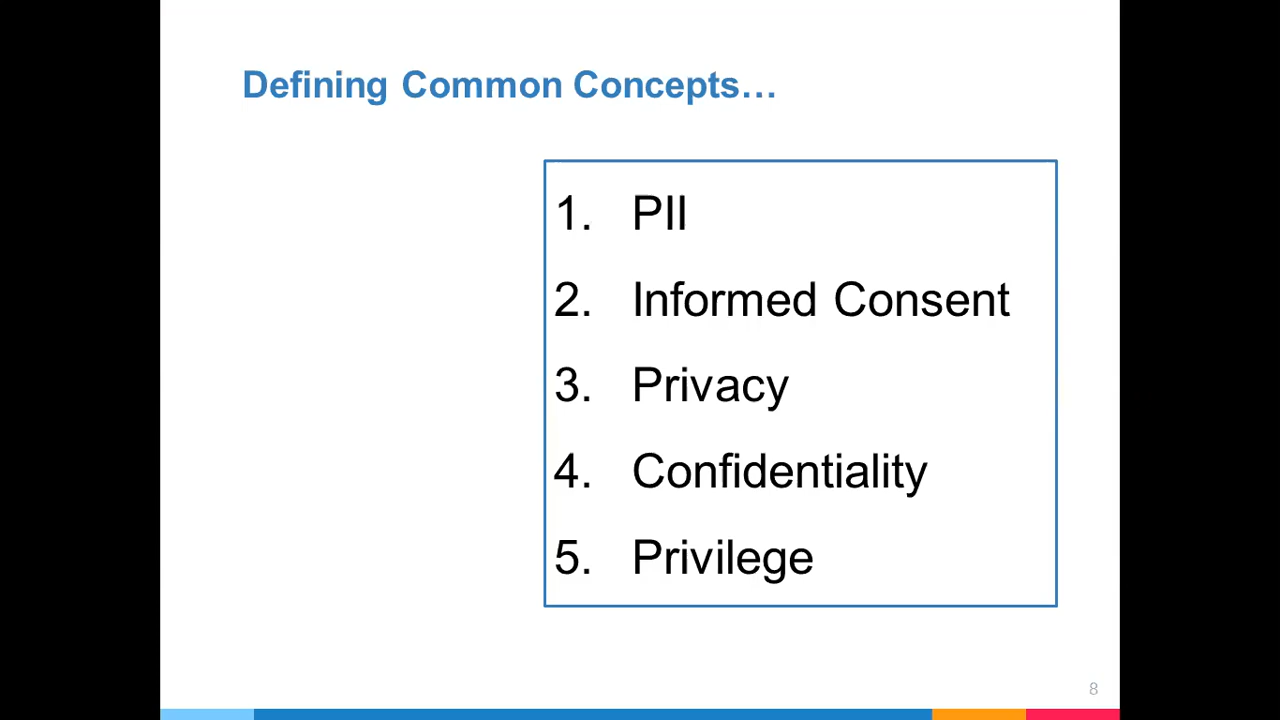 Defining Common Concepts…
1. PII
2. Informed Consent
3. Privacy
4. Confidentiality
5. Privilege
8